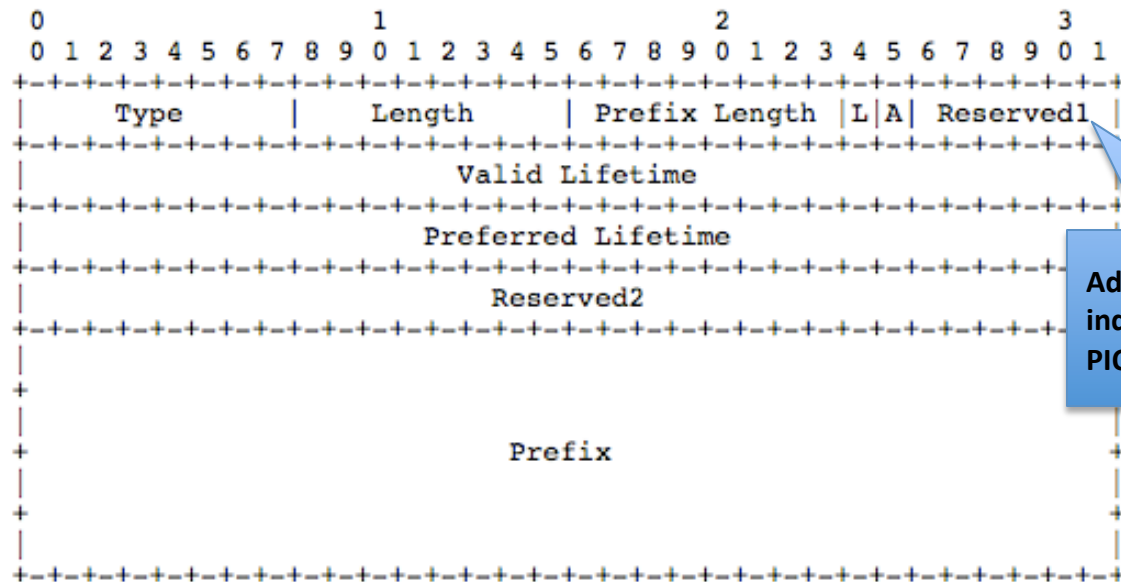 0 1 2 3
0 1 2 3 4 5 6 7 8 9 0 1 2 3 4 5 6 7 8 9 0 1 2 3 4 5 6 7 8 9 0 1
+-+-+-+-+-+-+-+-+-+-+-+-+-+-+-+-+-+-+-+-+-+-+-+-+-+-+-+-+-+-+-+-+
| Type | Length | Prefix Length |L|A| Reserved1 |
+-+-+-+-+-+-+-+-+-+-+-+-+-+-+-+-+-+-+-+-+-+-+-+-+-+-+-+-+-+-+-+-+
| Valid Lifetime
+-+-+-+-+-+-+-+-+-+-+-+-+-+-+-+-+-+-+-+-+-+-+-+-+-+-+-+-+-+-+-+-+
| Preferred Lifetime
+-+-+-+-+-+-+-+-+-+-+-+-+-+-+-+-+-+-+-+-+-+-+-+-+-+-+-+-+-+-+-
| Reserved2
+-+-+-+-+-+-+-+-+-+-+-+-+-+-+-+-+-+-+-+-+-+-+-+-+-+-+-+-+-+-+-
|
+
|
+ Prefix +
| |
+ +
| |
+-+-+-+-+-+-+-+-+-+-+-+-+-+-+-+-+-+-+-+-+-+-+-+-+-+-+-+-+-+-+-+-+